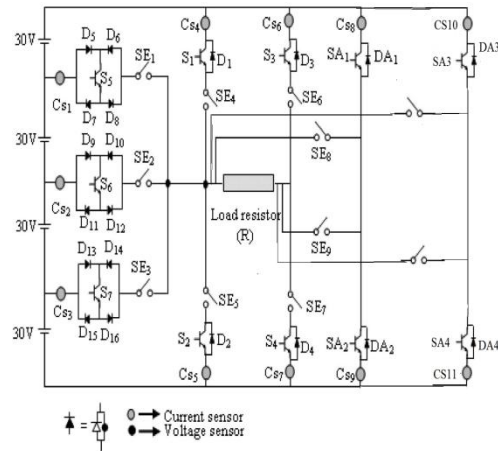 30V
Cs4
Cs6
Cs8
CS10
D5 D6
S5
D7 D8
Cs1
SE1
S1
D1
S3
D3
SA1
DA1
SA3
DA3
SE4
SE6
30V
D9 D10
S6
D11 D12
Cs2
SE2
SE8
Load resistor
(R)
30V
D13 D14
S7
D15 D16
Cs3
SE3
SE9
SE5
SE7
30V
S2
D2
S4
D4
SA2
DA2
SA4
DA4
Cs5
Cs7
Cs9
CS11
=
Current sensor
Voltage sensor